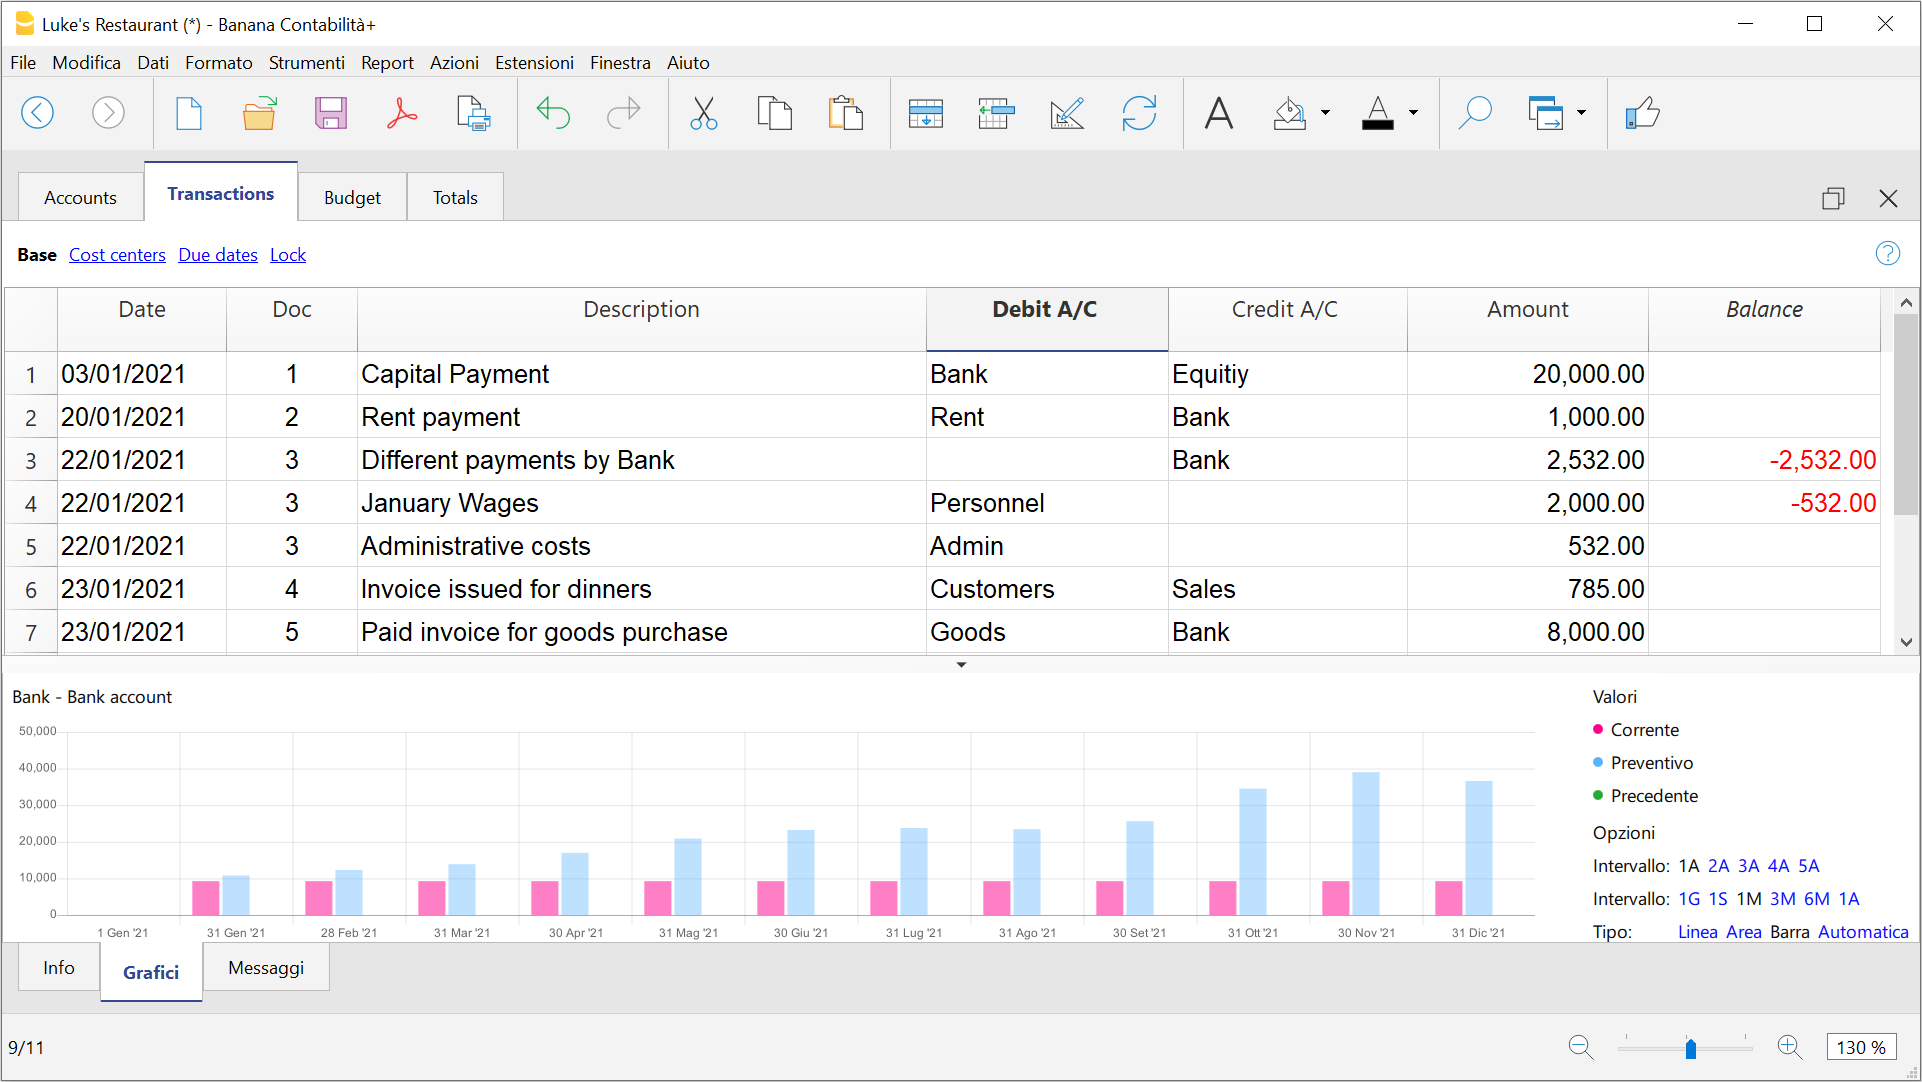 Luke's Restaurant (*) - Banana Contabilità+
File Modifica Dati Formato Strumenti Report Azioni Estensioni Finestra Aiuto
Accounts Transactions Budget Totals
Base Cost centers Due dates Lock
Date Doc Description Debit A/C Credit A/C Amount Balance
1 03/01/2021 1 Capital Payment Bank Equitiy 20,000.00
2 20/01/2021 2 Rent payment Rent Bank 1,000.00
3 22/01/2021 3 Different payments by Bank Bank 2,532.00 -2,532.00
4 22/01/2021 3 January Wages Personnel 2,000.00 -532.00
5 22/01/2021 3 Administrative costs Admin 532.00
6 23/01/2021 4 Invoice issued for dinners Customers Sales 785.00
7 23/01/2021 5 Paid invoice for goods purchase Goods Bank 8,000.00
Bank - Bank account
50,000
40,000
30,000
20,000
10,000
0
1 Gen '21 31 Gen '21 28 Feb '21 31 Mar '21 30 Apr '21 31 Mag '21 30 Giu '21 31 Lug '21 31 Ago '21 30 Set '21 31 Ott '21 30 Nov '21 31 Dic '21
Valori
Corrente
Preventivo
Precedente
Opzioni
Intervallo: 1A 2A 3A 4A 5A
Intervallo: 1G 1S 1M 3M 6M 1A
Tipo: Linea Area Barra Automatica
Info Grafici Messaggi
9/11
130 %